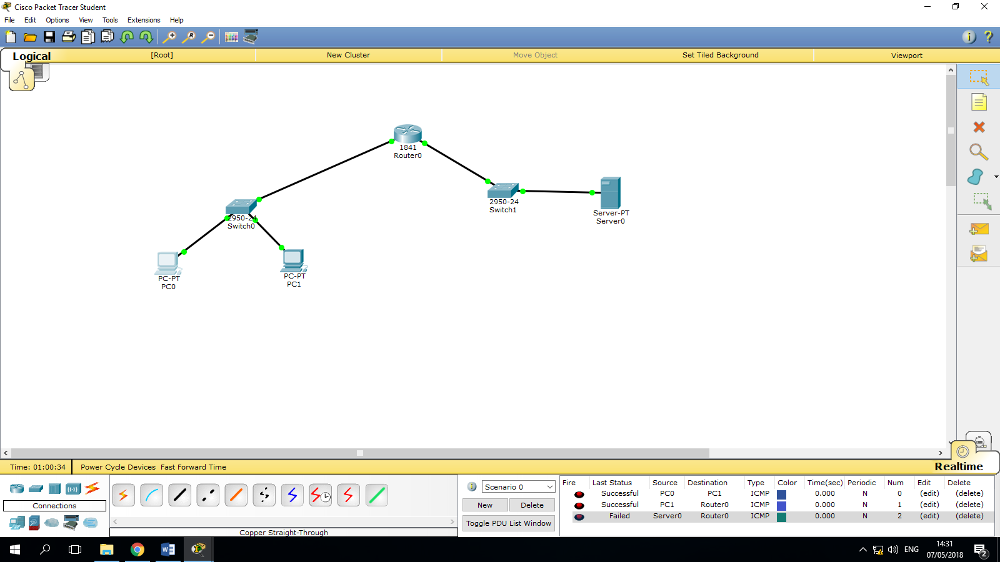 Cisco Packet Tracer Student
File Edit Options View Tools Extensions Help
Logical [Root] New Cluster Move Object Set Tiled Background Viewport
1841
Router0
2950-24
Switch1
Server-PT
Server0
2950-24
Switch0
PC-PT
PC0
PC-PT
PC1
Realtime
Time: 01:00:34 Power Cycle Devices Fast Forward Time
Connections
Copper Straight-Through
Scenario 0
New Delete
Toggle PDU List Window
Fire Last Status Source Destination Type Color Time(sec) Periodic Num Edit Delete
Successful PC0 PC1 ICMP 0.000 N 0 (edit) (delete)
Successful PC1 Router0 ICMP 0.000 N 1 (edit) (delete)
Failed Server0 Router0 ICMP 0.000 N 2 (edit) (delete)
ENG
14:31
07/05/2018
2